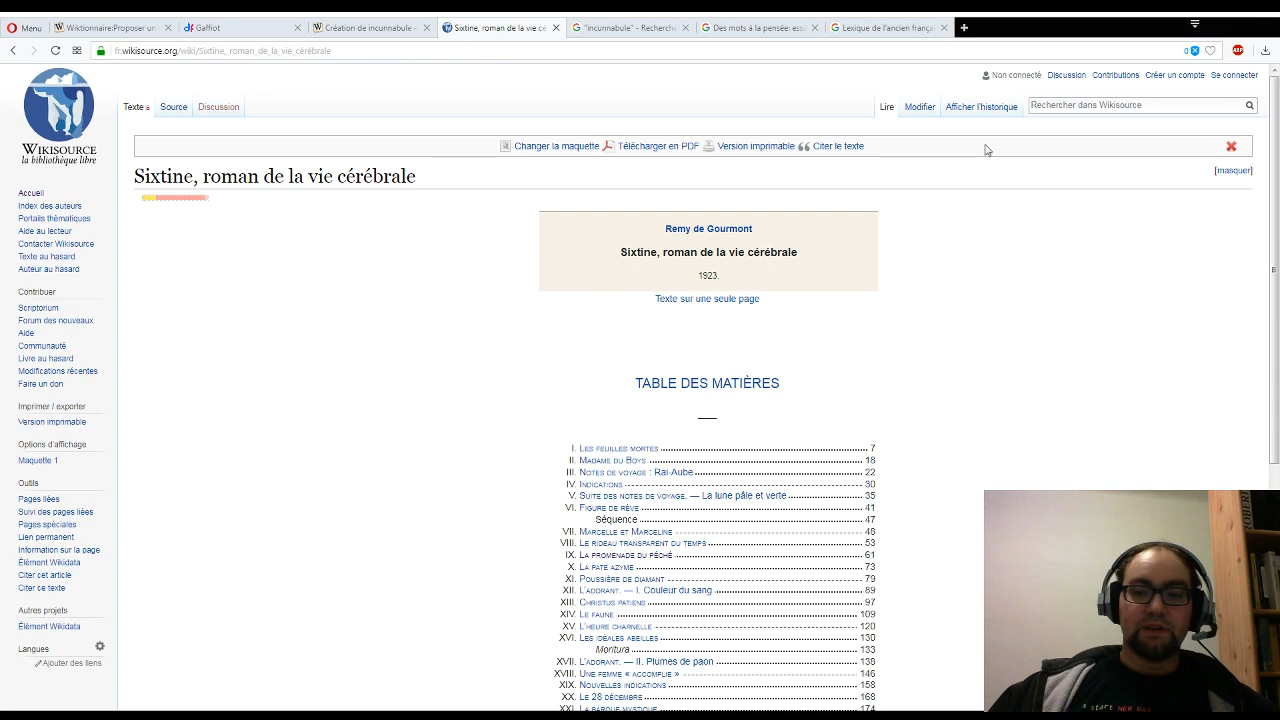 Menu
Wiktionnaire:Proposer un
Gaffiot
Création de incunnabule –
Sixtine, roman de la vie cé
"incunnabule" - Recherche
Des mots à la pensée: essa
Lexique de l'ancien frança
fr.wikisource.org/wiki/Sixtine,_roman_de_la_vie_cérébrale
0
ABP
Non connecté Discussion Contributions Créer un compte Se connecter
Texte Source Discussion
Lire Modifier Afficher l'historique
Rechercher dans Wikisource
WIKISOURCE
la bibliothèque libre
Changer la maquette Télécharger en PDF Version imprimable Citer le texte
[masquer]
Sixtine, roman de la vie cérébrale
Accueil
Index des auteurs
Portails thématiques
Aide au lecteur
Contacter Wikisource
Texte au hasard
Auteur au hasard
Contribuer
Scriptorium
Forum des nouveaux
Aide
Communauté
Livre au hasard
Modifications récentes
Faire un don
Imprimer / exporter
Version imprimable
Options d'affichage
Maquette 1
Outils
Pages liées
Suivi des pages liées
Pages spéciales
Lien permanent
Information sur la page
Élément Wikidata
Citer cet article
Citer ce texte
Autres projets
Élément Wikidata
Langues
Ajouter des liens
Remy de Gourmont
Sixtine, roman de la vie cérébrale
1923.
Texte sur une seule page
TABLE DES MATIÈRES
I. Les feuilles mortes 7
II. Madame du Boys 18
III. Notes de voyage : Rai-Aube 22
IV. Indications 30
V. Suite des notes de voyage. — La lune pâle et verte 35
VI. Figure de rêve 41
Séquence 47
VII. Marcelle et Marceline 48
VIII. Le rideau transparent du temps 53
IX. La promenade du péché 61
X. La pate azyme 73
XI. Poussière de diamant 79
XII. L'adorant. — I. Couleur du sang 89
XIII. Christus patiens 97
XIV. Le faune 109
XV. L'heure charnelle 120
XVI. Les idéales abeilles 130
Moritura 133
XVII. L'adorant. — II. Plumes de paon 138
XVIII. Une femme « accomplie » 146
XIX. Nouvelles indications 158
XX. Le 28 décembre 168
XXI. La barque mystique 174